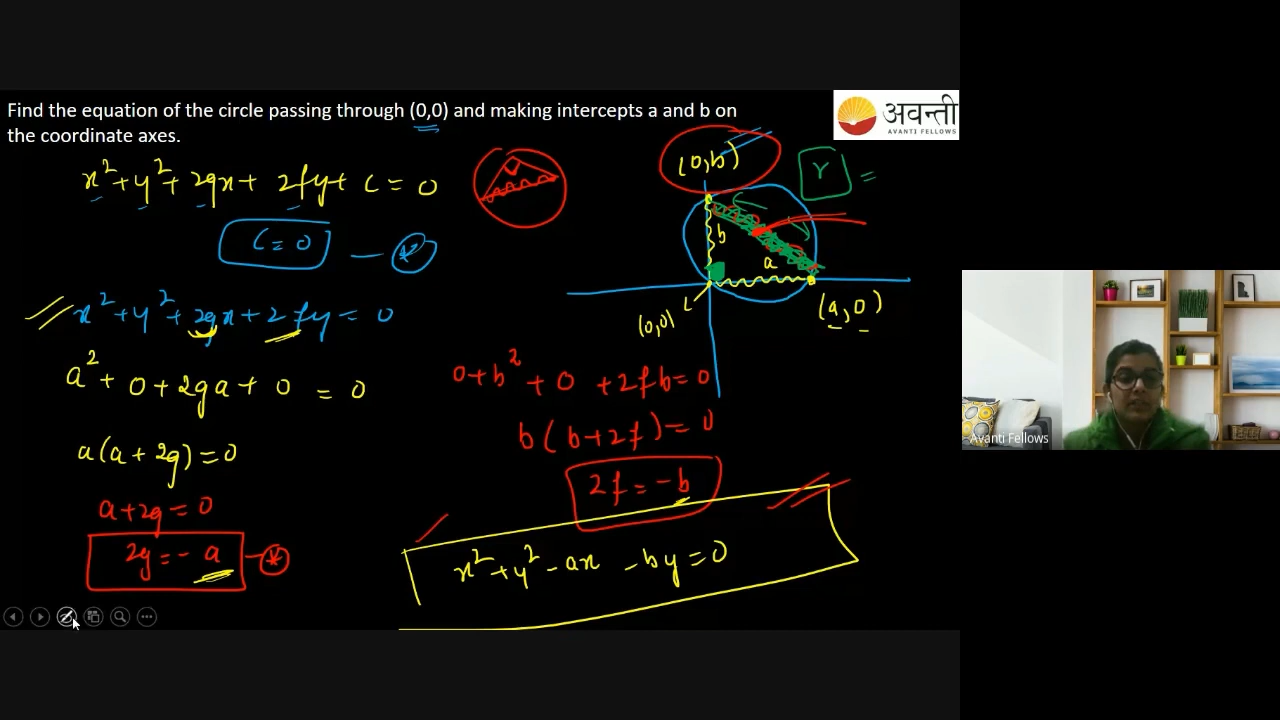 Find the equation of the circle passing through (0,0) and making intercepts a and b on
the coordinate axes.
अवन्ती
AVANTI FELLOWS
x² + y² + 2gx + 2fy + c = 0
c = 0 — *
x² + y² + 2gx + 2fy = 0
a² + 0 + 2ga + 0 = 0
a(a + 2g) = 0
a + 2g = 0
2g = - a — *
(0,b)
r =
b
a
(0,0)
(a,0)
0 + b² + 0 + 2fb = 0
b(b + 2f) = 0
2f = - b
x² + y² - ax - by = 0
Avanti Fellows